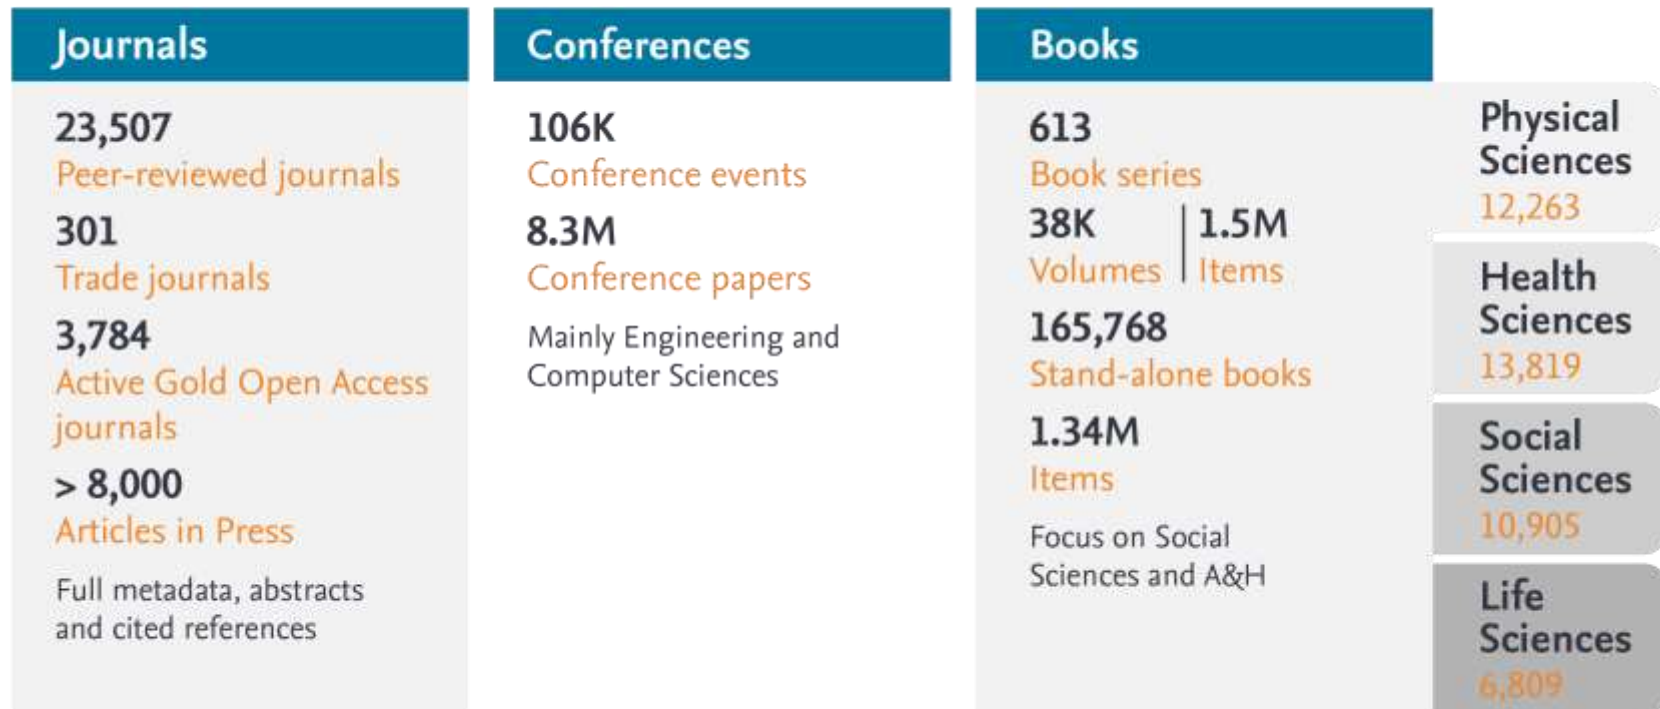 Journals
23,507
Peer-reviewed journals
301
Trade journals
3,784
Active Gold Open Access
journals
> 8,000
Articles in Press
Full metadata, abstracts
and cited references
Conferences
106K
Conference events
8.3M
Conference papers
Mainly Engineering and
Computer Sciences
Books
613
Book series
38K 1.5M
Volumes Items
165,768
Stand-alone books
1.34M
Items
Focus on Social
Sciences and A&H
Physical
Sciences
12,263
Health
Sciences
13,819
Social
Sciences
10,905
Life
Sciences
6,809